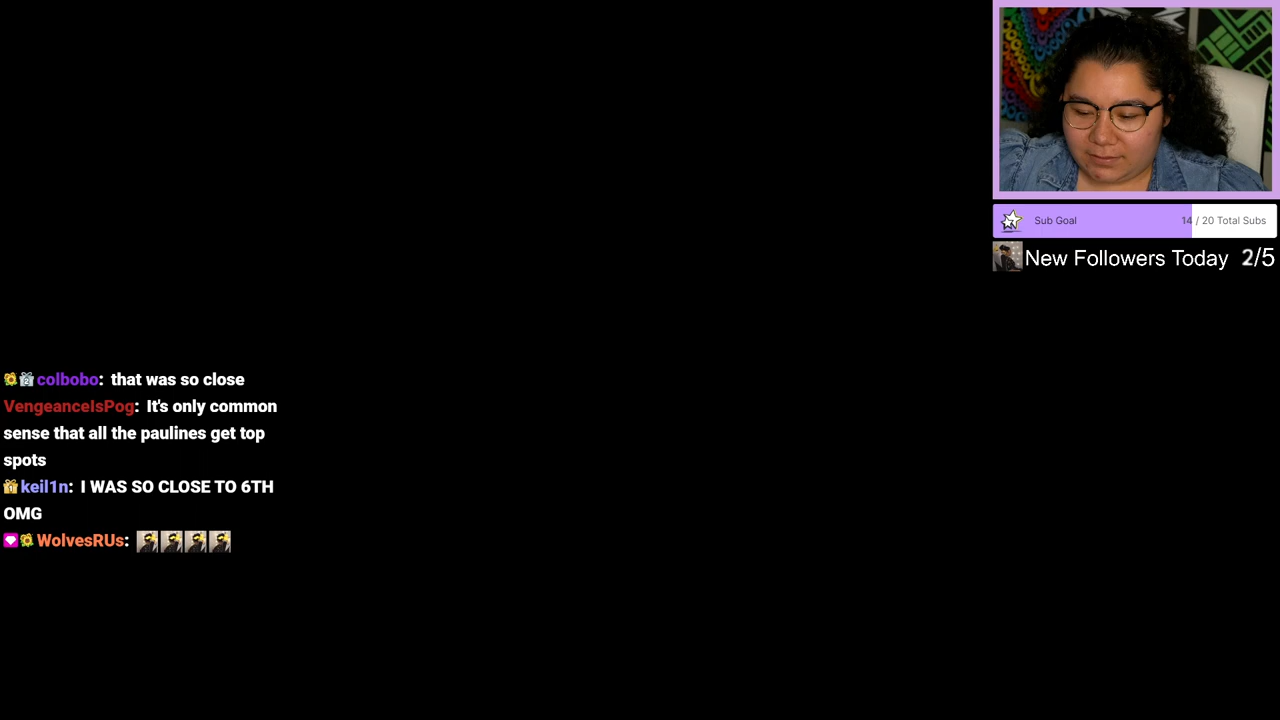 Sub Goal 14 / 20 Total Subs
New Followers Today 2/5
colbobo: that was so close
VengeanceIsPog: It's only common
sense that all the paulines get top
spots
keil1n: I WAS SO CLOSE TO 6TH
OMG
WolvesRUs: